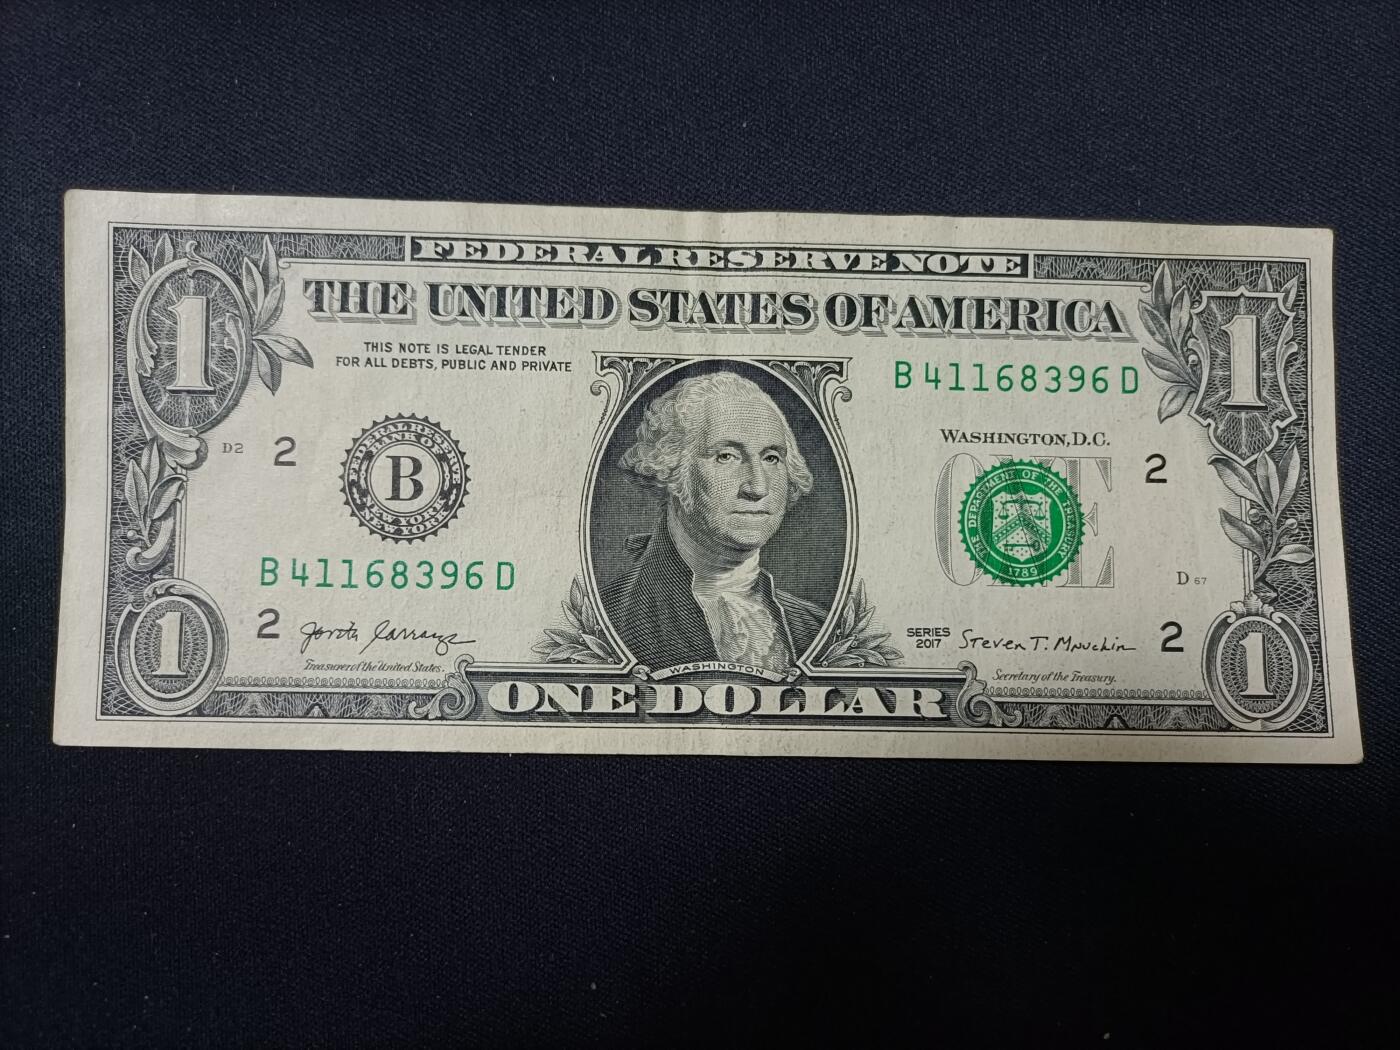 FEDERAL RESERVE NOTE
THE UNITED STATES OF AMERICA
1
1
THIS NOTE IS LEGAL TENDER
FOR ALL DEBTS, PUBLIC AND PRIVATE
B 41168396 D
WASHINGTON, D.C.
D2
2
FEDERAL RESERVE
BANK OF
B
NEW YORK
NEW YORK
ONE
THE DEPARTMENT OF THE TREASURY
1789
2
B 41168396 D
D 67
2
Jovita Carranza
Treasurer of the United States.
SERIES
2017
Steven T. Mnuchin
Secretary of the Treasury.
2
1
WASHINGTON
ONE DOLLAR
1